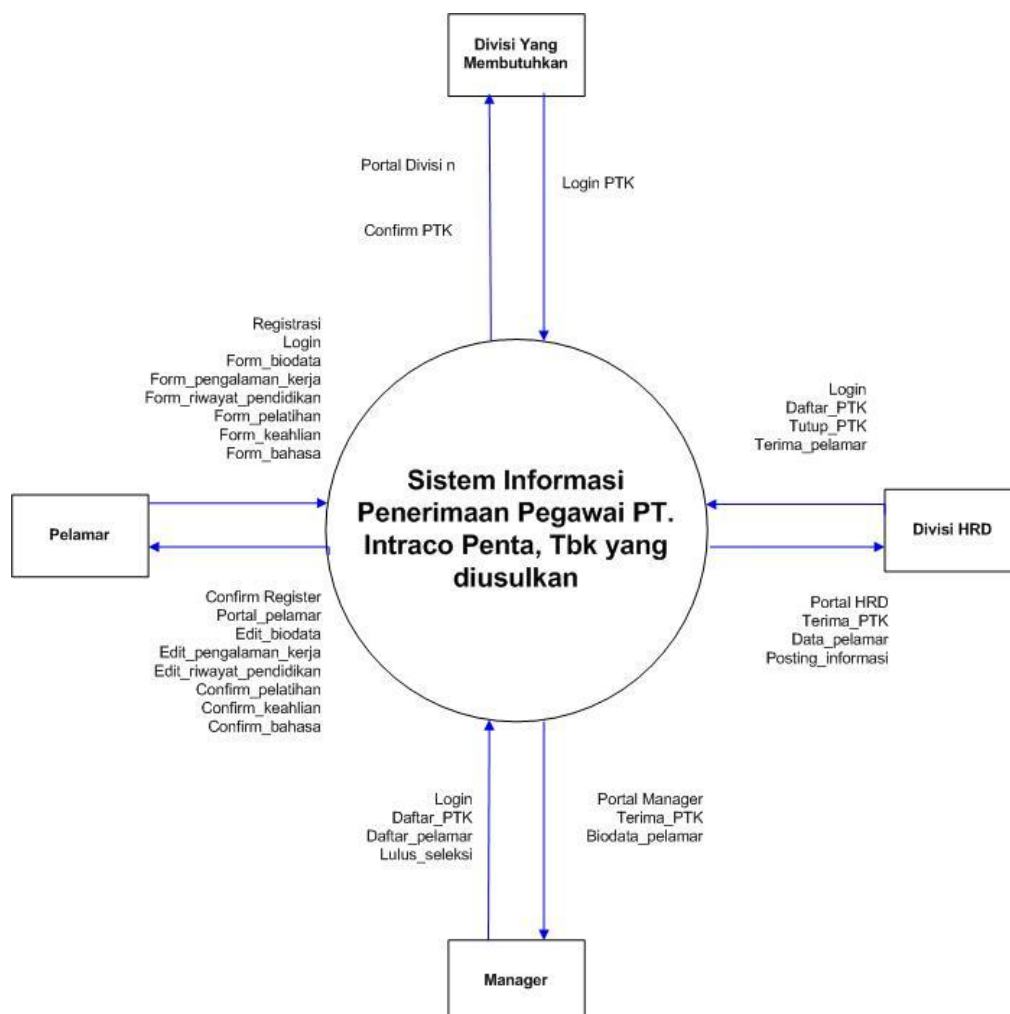 Divisi Yang
Membutuhkan
Portal Divisi n
Login PTK
Confirm PTK
Registrasi
Login
Form_biodata
Form_pengalaman_kerja
Form_riwayat_pendidikan
Form_pelatihan
Form_keahlian
Form_bahasa
Login
Daftar_PTK
Tutup_PTK
Terima_pelamar
Pelamar
Sistem Informasi
Penerimaan Pegawai PT.
Intraco Penta, Tbk yang
diusulkan
Divisi HRD
Confirm Register
Portal_pelamar
Edit_biodata
Edit_pengalaman_kerja
Edit_riwayat_pendidikan
Confirm_pelatihan
Confirm_keahlian
Confirm_bahasa
Portal HRD
Terima_PTK
Data_pelamar
Posting_informasi
Login
Daftar_PTK
Daftar_pelamar
Lulus_seleksi
Portal Manager
Terima_PTK
Biodata_pelamar
Manager